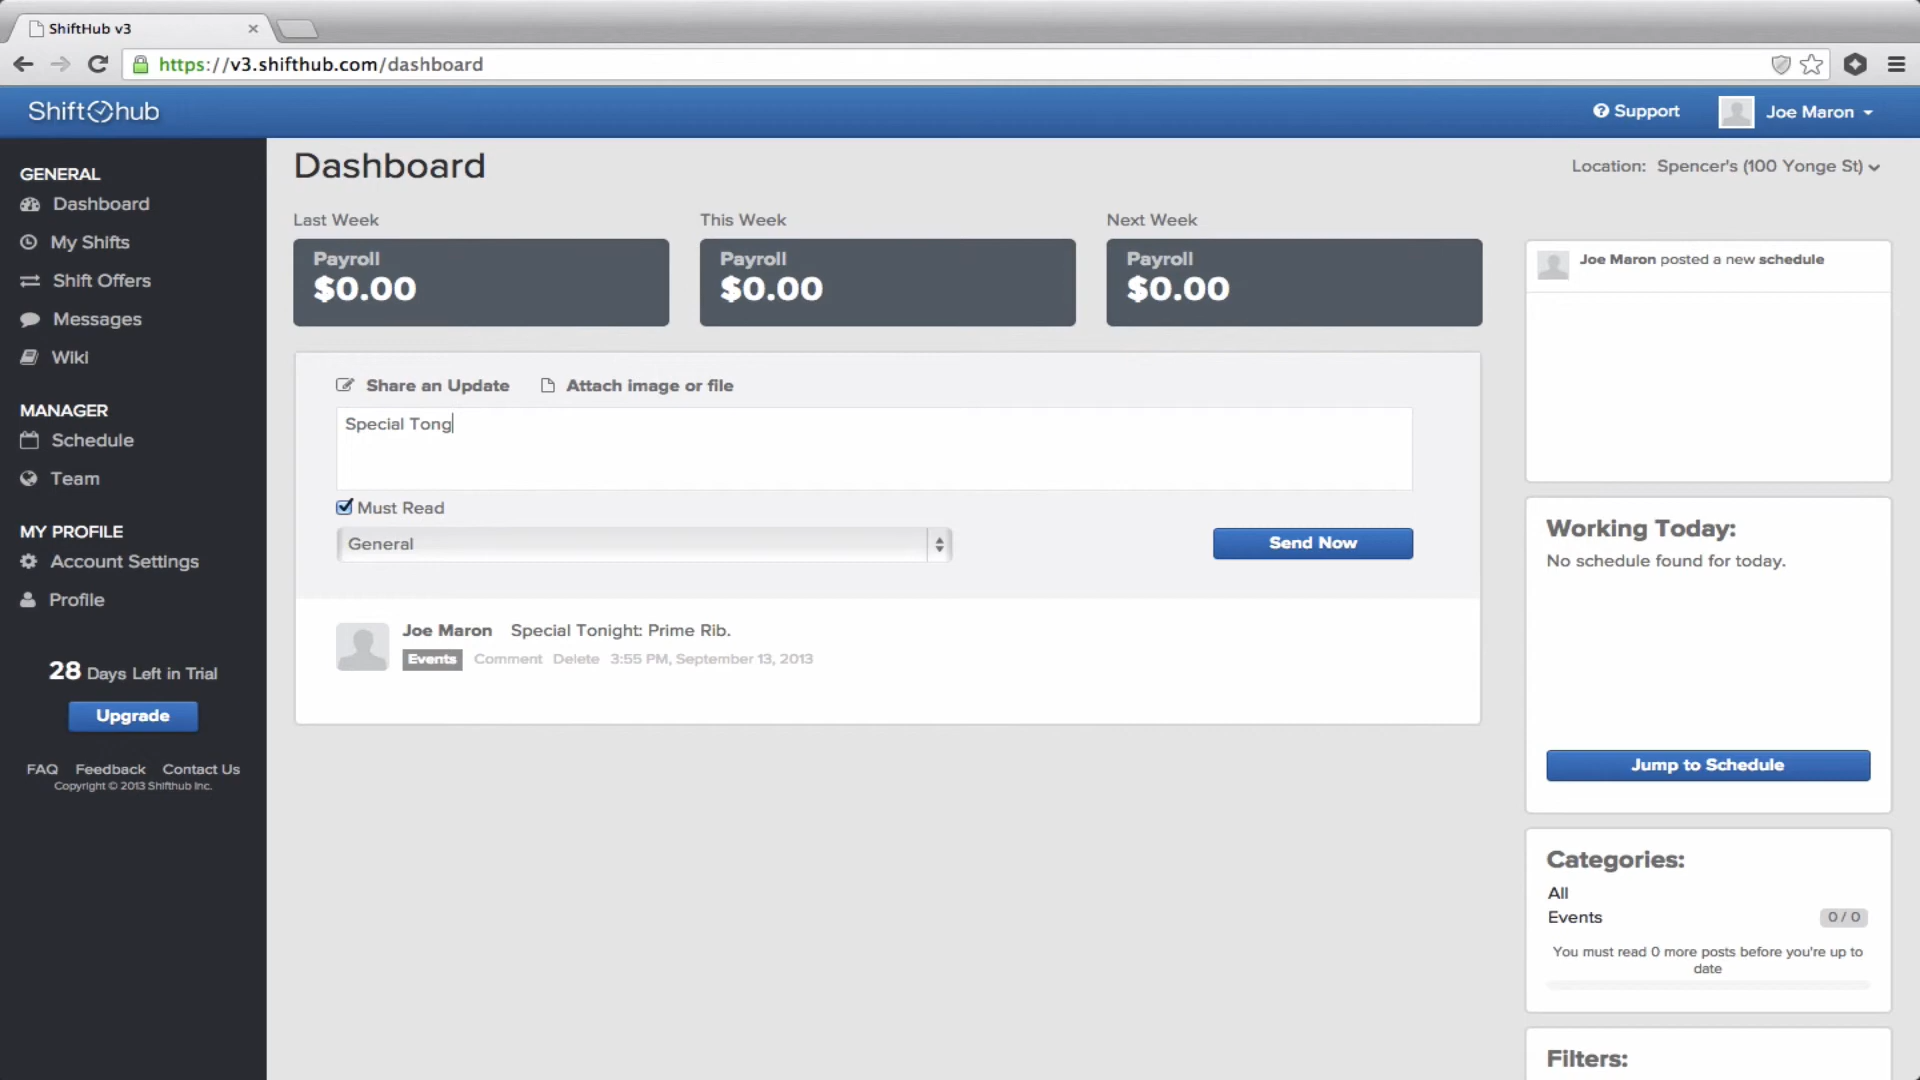 ShiftHub v3
https://v3.shifthub.com/dashboard
Shift hub
Support
Joe Maron
GENERAL
Dashboard
My Shifts
Shift Offers
Messages
Wiki
MANAGER
Schedule
Team
MY PROFILE
Account Settings
Profile
28 Days Left in Trial
Upgrade
FAQ Feedback Contact Us
Copyright © 2013 Shifthub Inc.
Dashboard
Location: Spencer's (100 Yonge St)
Last Week
Payroll
$0.00
This Week
Payroll
$0.00
Next Week
Payroll
$0.00
Share an Update Attach image or file
Special Tong
Must Read
General
Send Now
Joe Maron Special Tonight: Prime Rib.
Events Comment Delete 3:55 PM, September 13, 2013
Joe Maron posted a new schedule
Working Today:
No schedule found for today.
Jump to Schedule
Categories:
All
Events 0 / 0
You must read 0 more posts before you're up to
date
Filters: